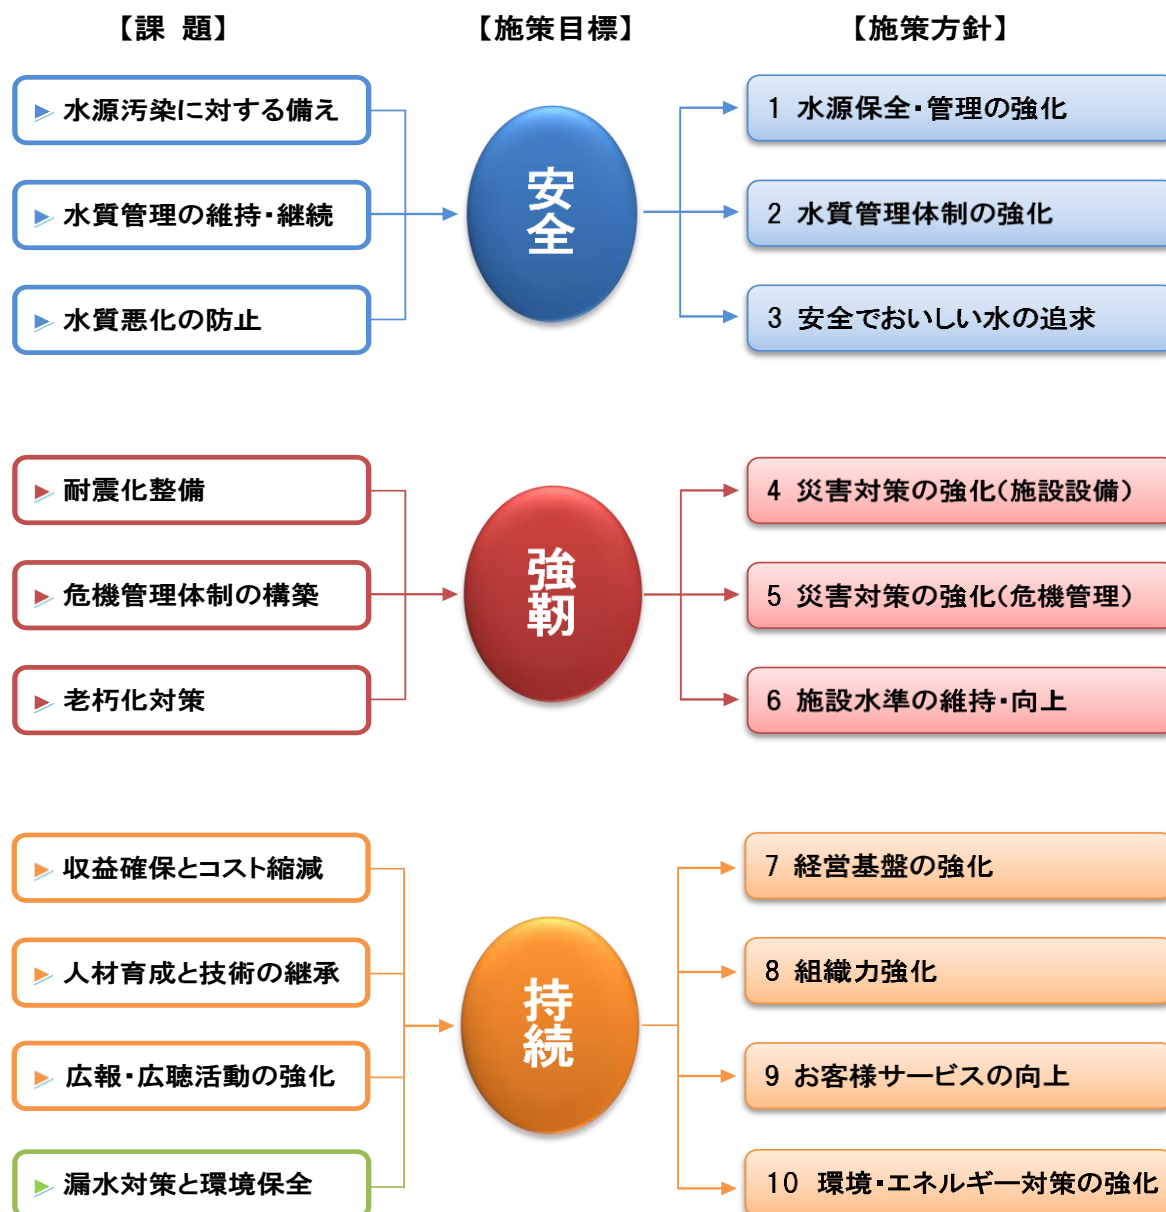 【課 題】
【施策目標】
【施策方針】
水源汚染に対する備え
水質管理の維持・継続
水質悪化の防止
安全
1 水源保全・管理の強化
2 水質管理体制の強化
3 安全でおいしい水の追求
耐震化整備
危機管理体制の構築
老朽化対策
強靭
4 災害対策の強化(施設設備)
5 災害対策の強化(危機管理)
6 施設水準の維持・向上
収益確保とコスト縮減
人材育成と技術の継承
広報・広聴活動の強化
漏水対策と環境保全
持続
7 経営基盤の強化
8 組織力強化
9 お客様サービスの向上
10 環境・エネルギー対策の強化